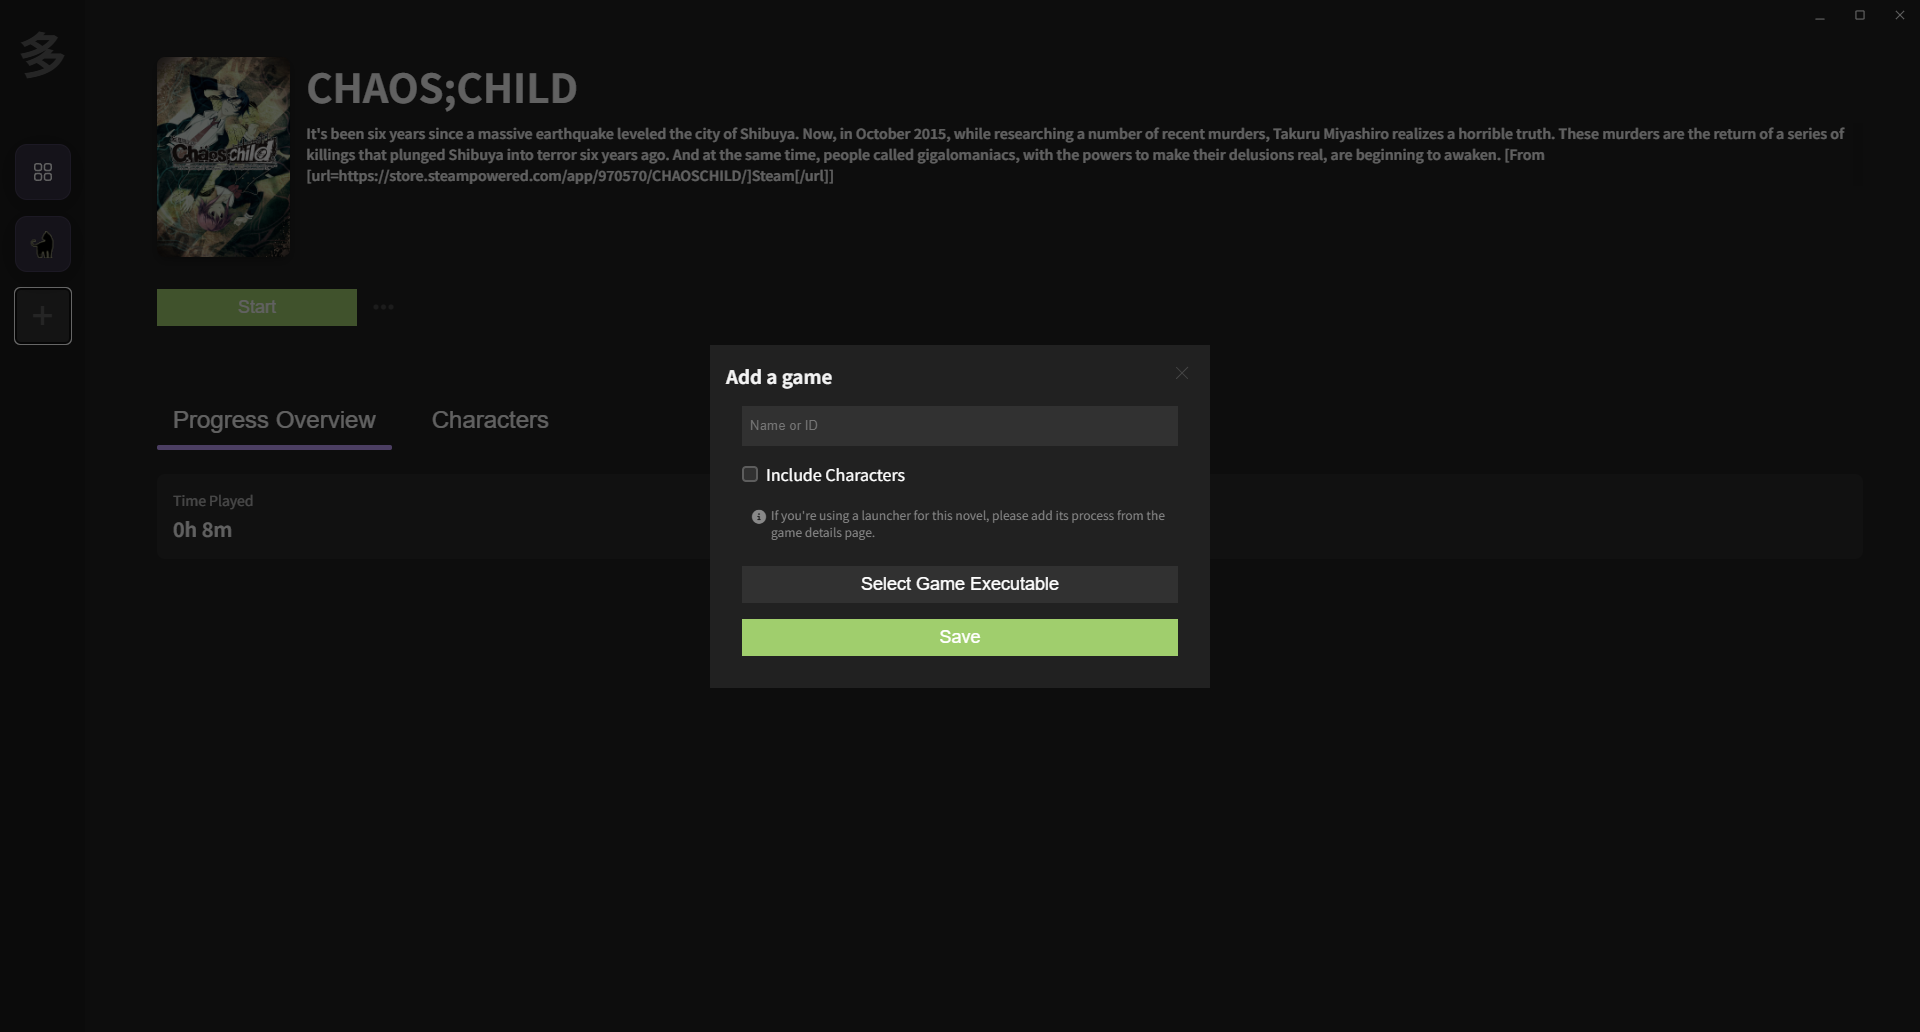 多
CHAOS;CHILD
It's been six years since a massive earthquake leveled the city of Shibuya. Now, in October 2015, while researching a number of recent murders, Takuru Miyashiro realizes a horrible truth. These murders are the return of a series of
killings that plunged Shibuya into terror six years ago. And at the same time, people called gigalomaniacs, with the powers to make their delusions real, are beginning to awaken. [From
[url=https://store.steampowered.com/app/970570/CHAOSCHILD/]Steam[/url]]
Chaos;child
Start
Add a game
Name or ID
Include Characters
If you're using a launcher for this novel, please add its process from the
game details page.
Select Game Executable
Save
Progress Overview
Characters
Time Played
0h 8m